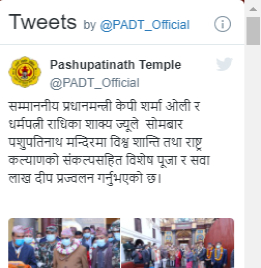 Tweets by @PADT_Official
Pashupatinath Temple
@PADT_Official
सम्माननीय प्रधानमन्त्री केपी शर्मा ओली र
धर्मपत्नी राधिका शाक्य ज्यूले सोमबार
पशुपतिनाथ मन्दिरमा विश्व शान्ति तथा राष्ट्र
कल्याणको संकल्पसहित विशेष पूजा र सवा
लाख दीप प्रज्वलन गर्नुभएको छ।